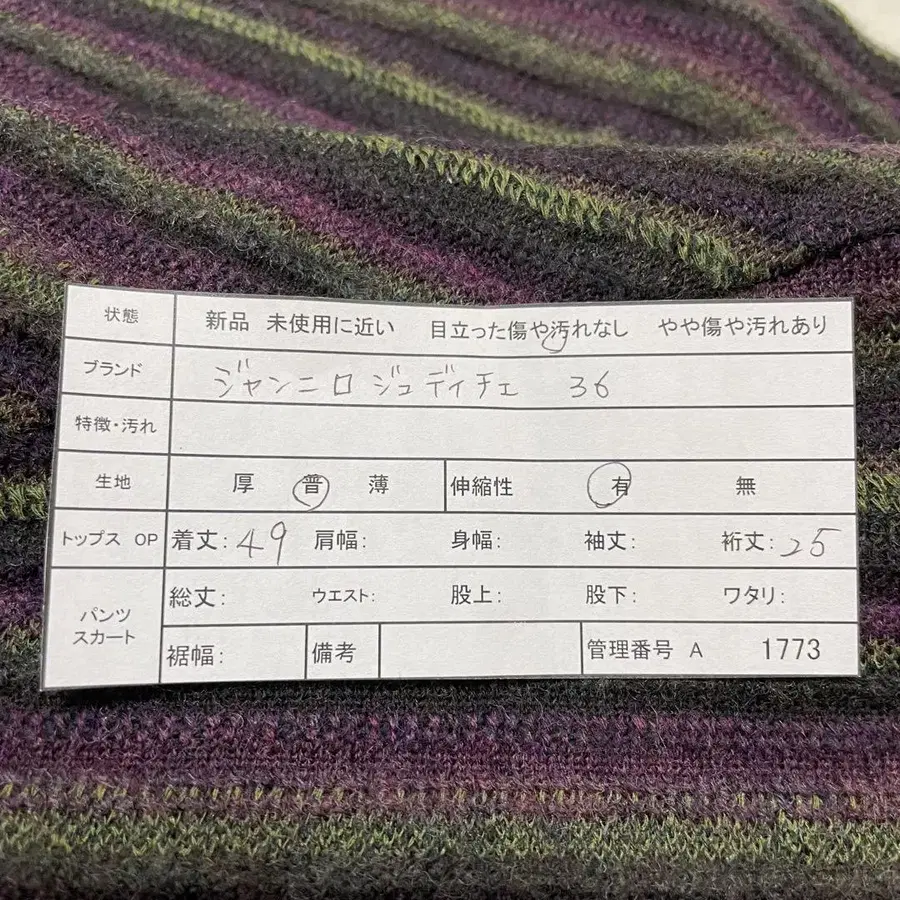 状態 新品 未使用に近い 目立った傷や汚れなし やや傷や汚れあり
ブランド ジャンニロ ジュディチェ 36
特徴・汚れ
生地 厚 普 薄 伸縮性 有 無
トップス OP 着丈: 49 肩幅: 身幅: 袖丈: 裄丈: 25
パンツ スカート 総丈: ウエスト: 股上: 股下: ワタリ:
裾幅: 備考 管理番号 A 1773